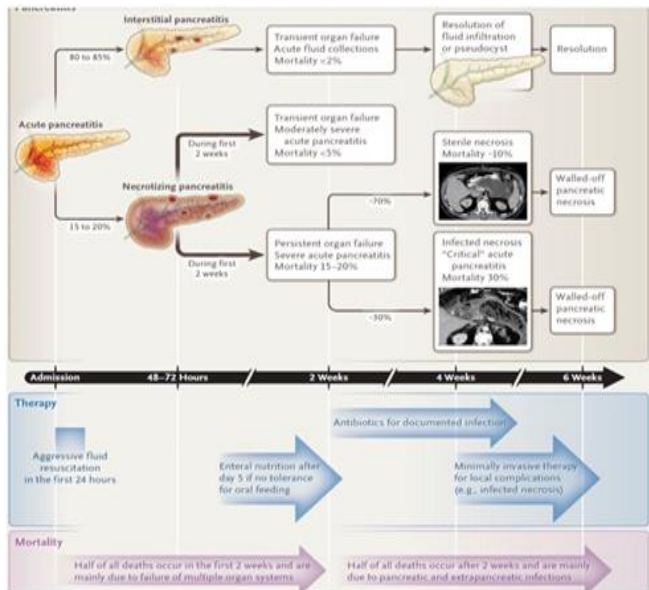 Pancreatitis
Interstitial pancreatitis
80 to 85%
Transient organ failure
Acute fluid collections
Mortality <2%
Resolution of
fluid infiltration
or pseudocyst
Resolution
Acute pancreatitis
During first
2 weeks
Transient organ failure
Moderately severe
acute pancreatitis
Mortality <5%
Necrotizing pancreatitis
15 to 20%
During first
2 weeks
Persistent organ failure
Severe acute pancreatitis
Mortality 15–20%
~70%
Sterile necrosis
Mortality ~10%
Walled-off
pancreatic
necrosis
~30%
Infected necrosis
"Critical" acute
pancreatitis
Mortality 30%
Walled-off
pancreatic
necrosis
Admission
48–72 Hours
2 Weeks
4 Weeks
6 Weeks
Therapy
Aggressive fluid
resuscitation
in the first 24 hours
Enteral nutrition after
day 5 if no tolerance
for oral feeding
Antibiotics for documented infection
Minimally invasive therapy
for local complications
(e.g., infected necrosis)
Mortality
Half of all deaths occur in the first 2 weeks and are
mainly due to failure of multiple organ systems
Half of all deaths occur after 2 weeks and are mainly
due to pancreatic and extrapancreatic infections